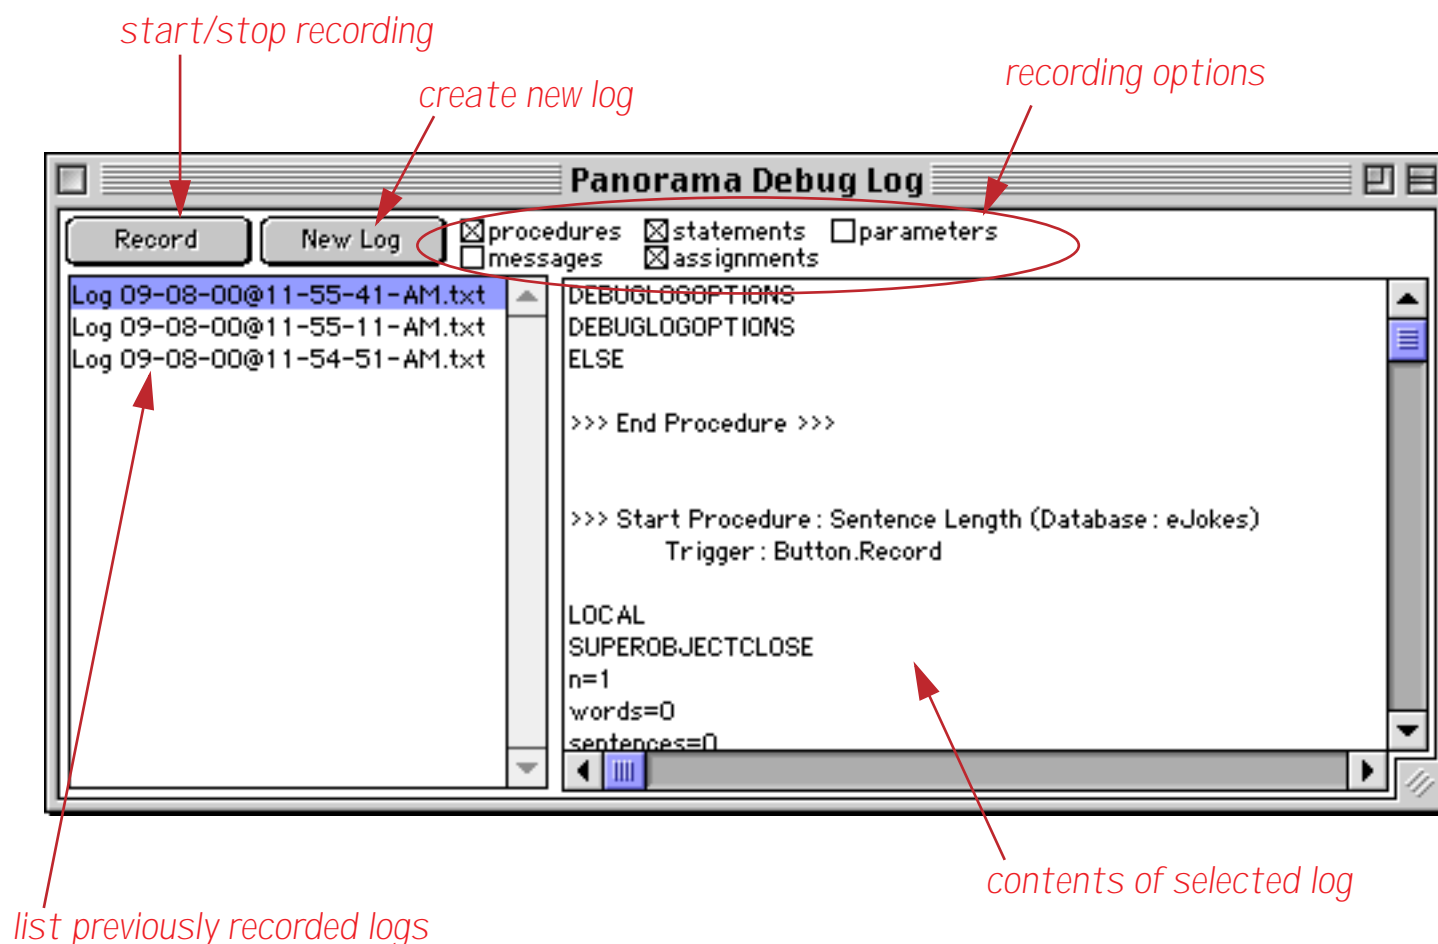 start/stop recording
create new log
recording options
Panorama Debug Log
Record
New Log
procedures
statements
parameters
messages
assignments
Log 09-08-00@11-55-41-AM.txt
Log 09-08-00@11-55-11-AM.txt
Log 09-08-00@11-54-51-AM.txt
DEBUGLOGOPTIONS
DEBUGLOGOPTIONS
ELSE
>>> End Procedure >>>
>>> Start Procedure : Sentence Length (Database : eJokes)
Trigger : Button.Record
LOCAL
SUPEROBJECTCLOSE
n=1
words=0
sentences=0
contents of selected log
list previously recorded logs